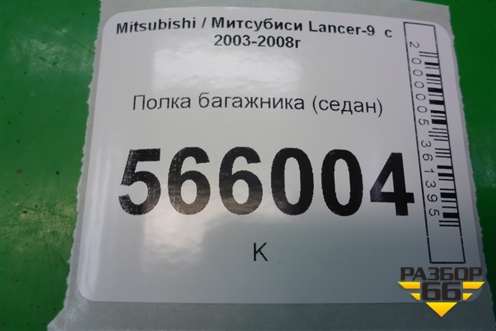 Mitsubishi / Митсубиси Lancer-9 с
2003-2008г
Полка багажника (седан)
566004
К
2000005361395
РАЗБОР
66